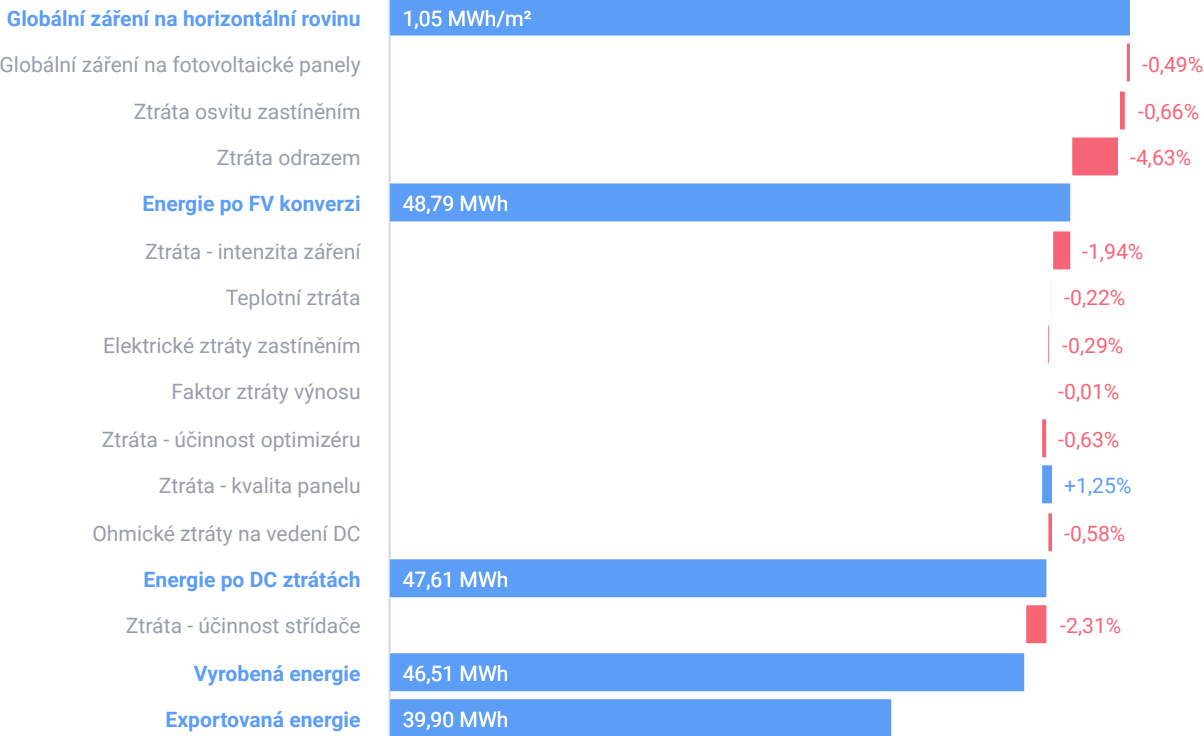 Globální záření na horizontální rovinu 1,05 MWh/m²
Globální záření na fotovoltaické panely -0,49%
Ztráta osvitu zastíněním -0,66%
Ztráta odrazem -4,63%
Energie po FV konverzi 48,79 MWh
Ztráta - intenzita záření -1,94%
Teplotní ztráta -0,22%
Elektrické ztráty zastíněním -0,29%
Faktor ztráty výnosu -0,01%
Ztráta - účinnost optimizéru -0,63%
Ztráta - kvalita panelu +1,25%
Ohmické ztráty na vedení DC -0,58%
Energie po DC ztrátách 47,61 MWh
Ztráta - účinnost střídače -2,31%
Vyrobená energie 46,51 MWh
Exportovaná energie 39,90 MWh